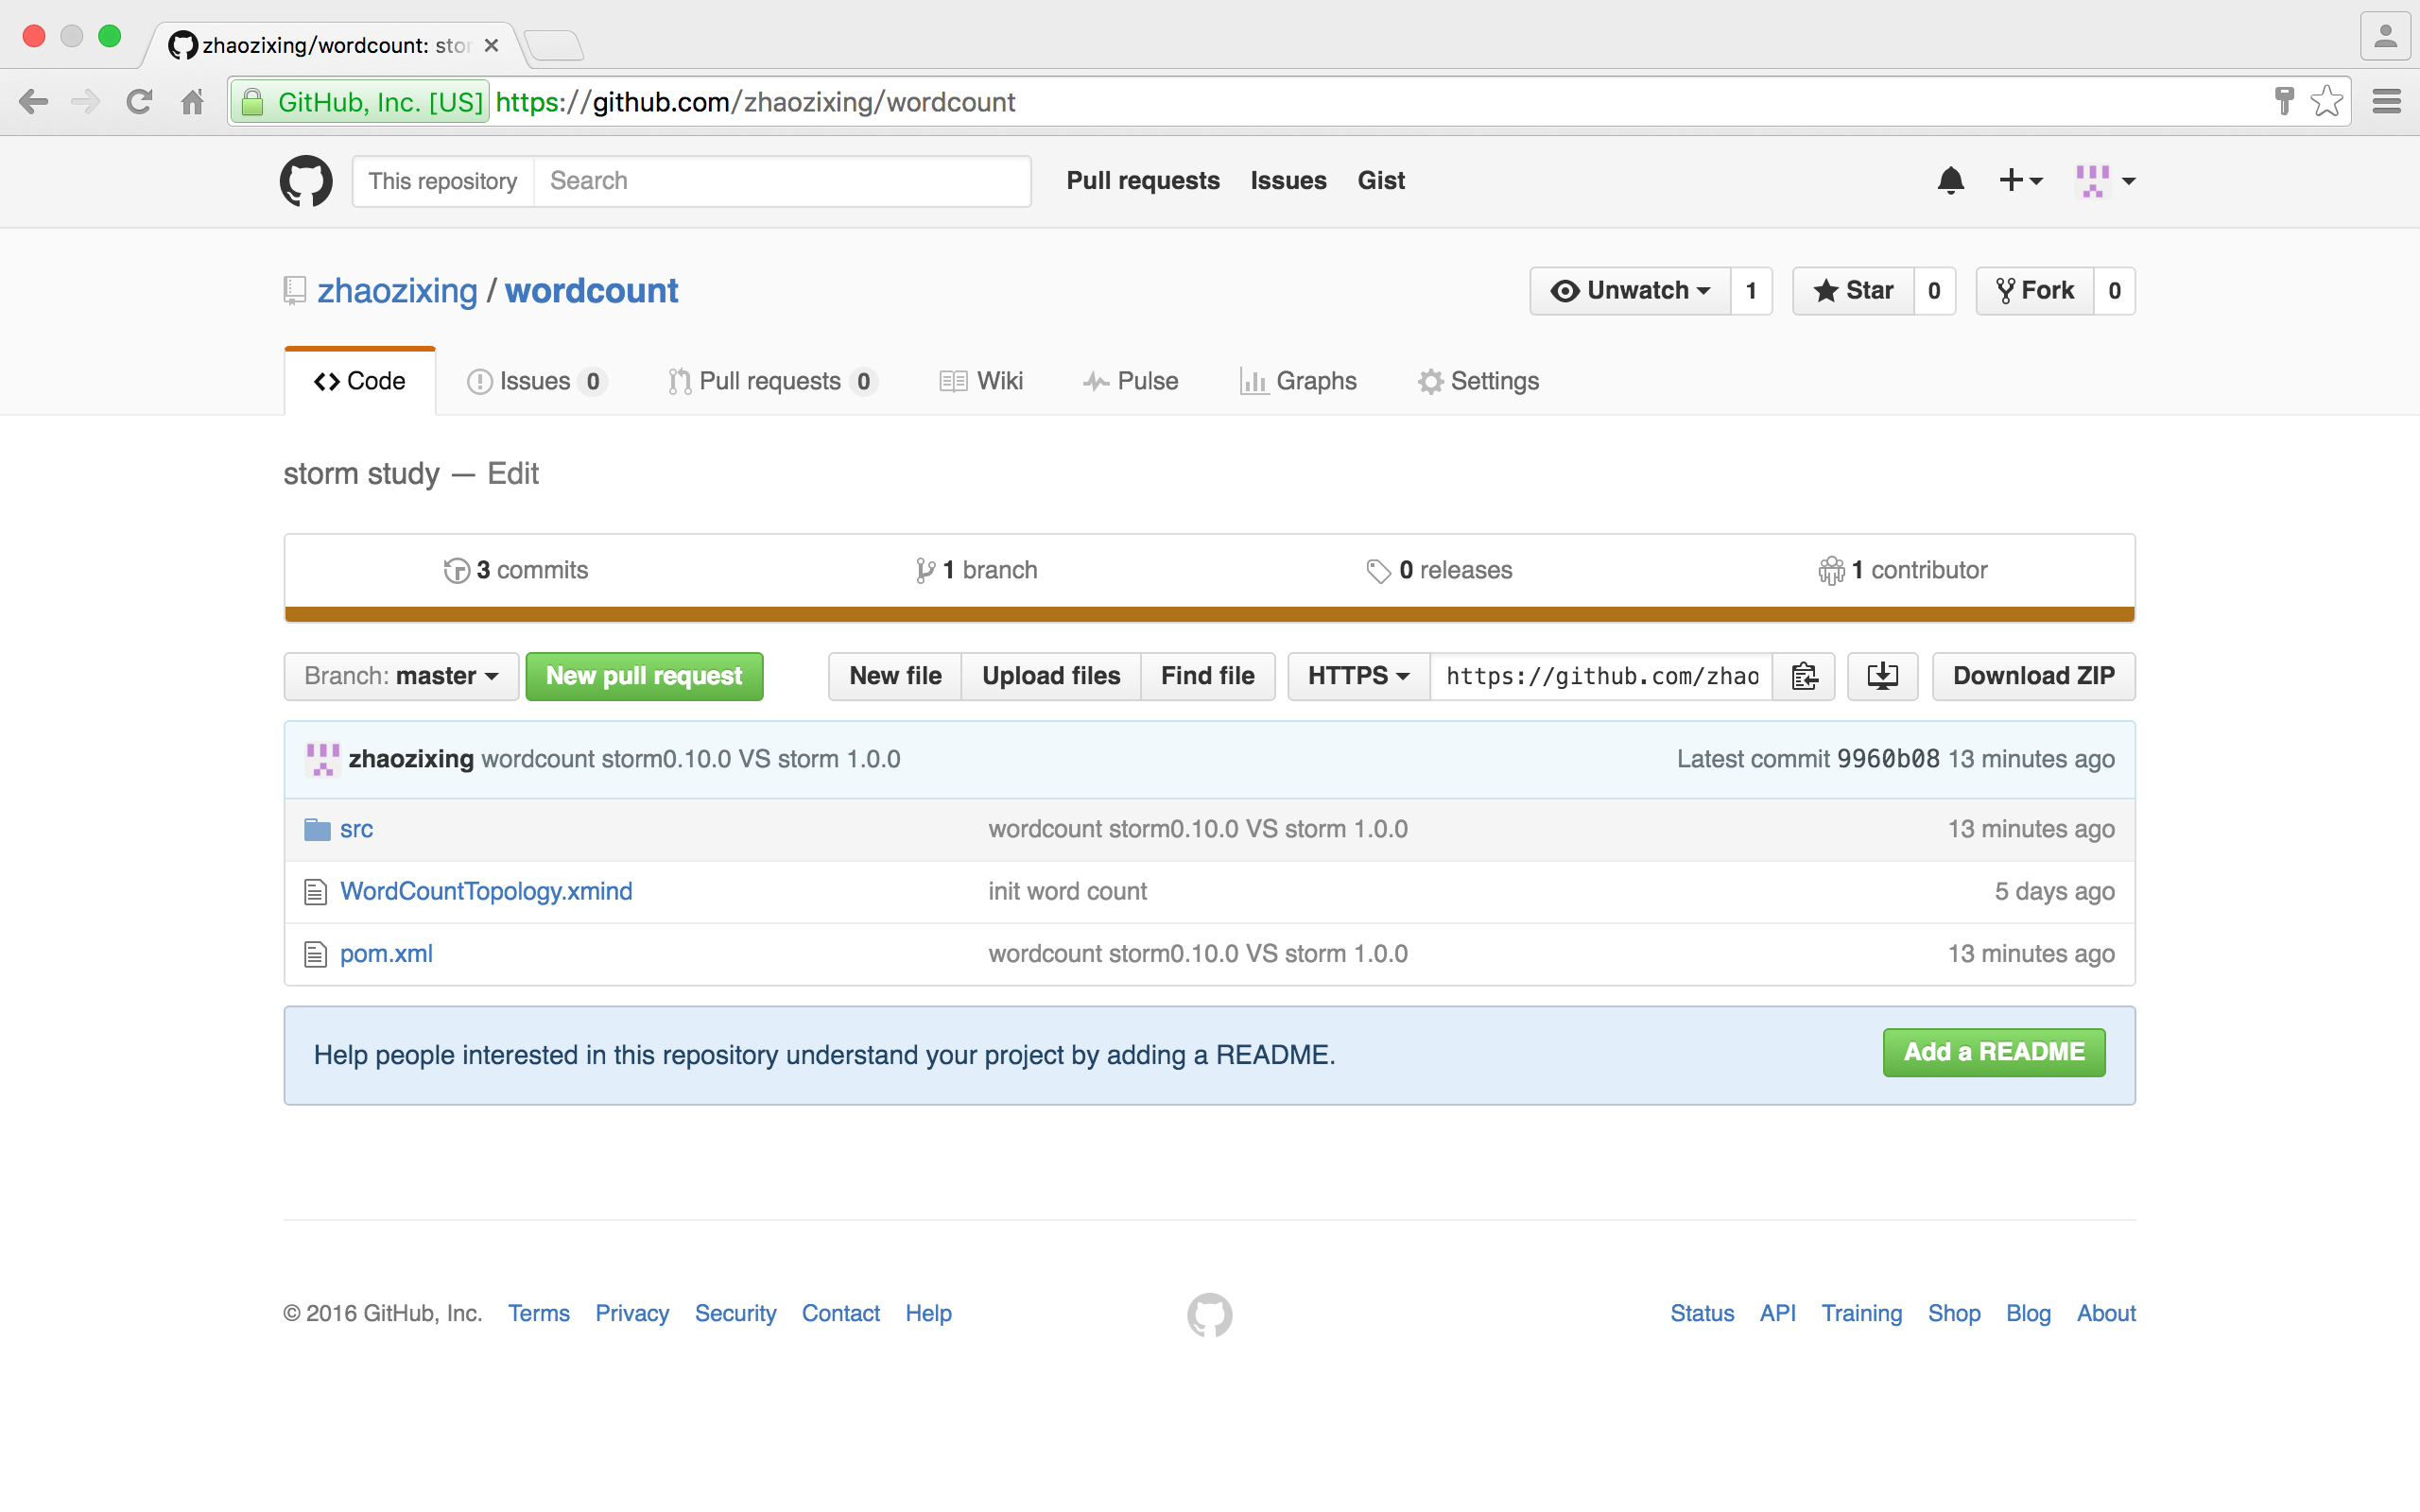 zhaozixing/wordcount: stor
GitHub, Inc. [US] https://github.com/zhaozixing/wordcount
This repository Search Pull requests Issues Gist
zhaozixing / wordcount Unwatch 1 Star 0 Fork 0
Code Issues 0 Pull requests 0 Wiki Pulse Graphs Settings
storm study — Edit
3 commits 1 branch 0 releases 1 contributor
Branch: master New pull request New file Upload files Find file HTTPS https://github.com/zhao Download ZIP
zhaozixing wordcount storm0.10.0 VS storm 1.0.0 Latest commit 9960b08 13 minutes ago
src wordcount storm0.10.0 VS storm 1.0.0 13 minutes ago
WordCountTopology.xmind init word count 5 days ago
pom.xml wordcount storm0.10.0 VS storm 1.0.0 13 minutes ago
Help people interested in this repository understand your project by adding a README. Add a README
© 2016 GitHub, Inc. Terms Privacy Security Contact Help Status API Training Shop Blog About